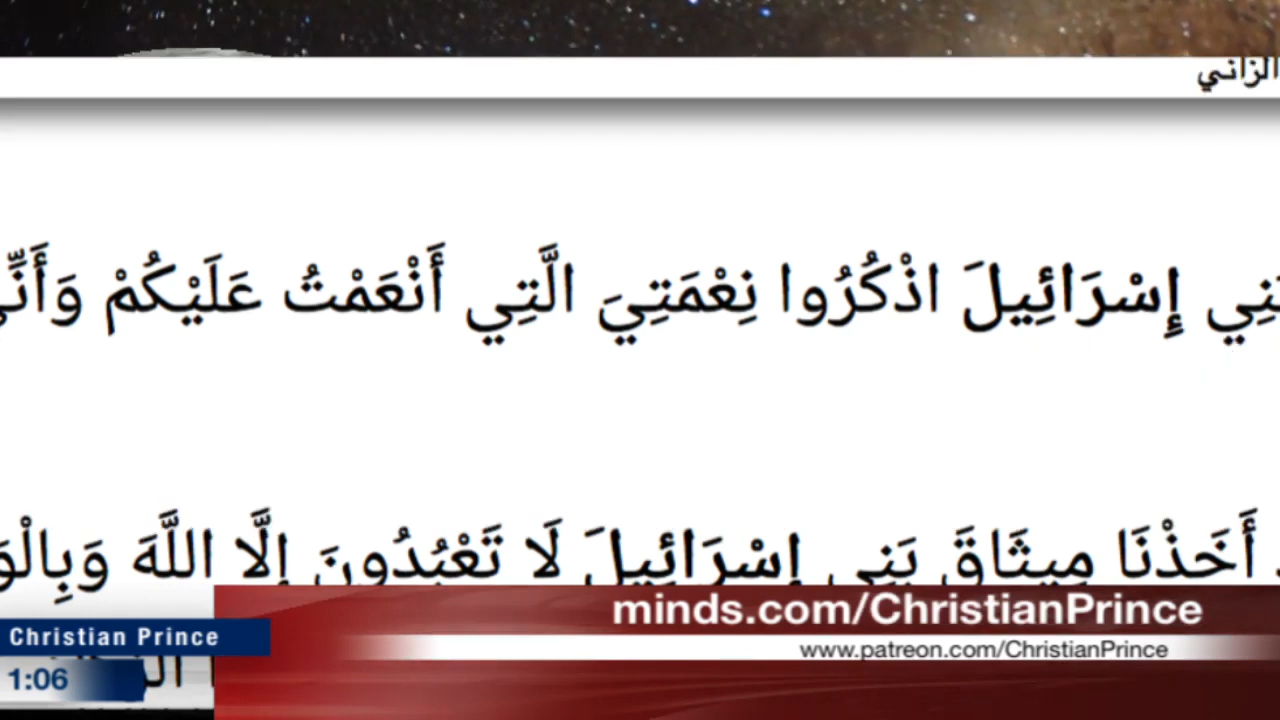 الزاني
إِسْرَائِيلَ اذْكُرُوا نِعْمَتِيَ الَّتِي أَنْعَمْتُ عَلَيْكُمْ
أَخَذْنَا مِيثَاقَ بَنِي إِسْرَائِيلَ لَا تَعْبُدُونَ إِلَّا اللَّهَ
minds.com/ChristianPrince
Christian Prince
www.patreon.com/ChristianPrince
1:06